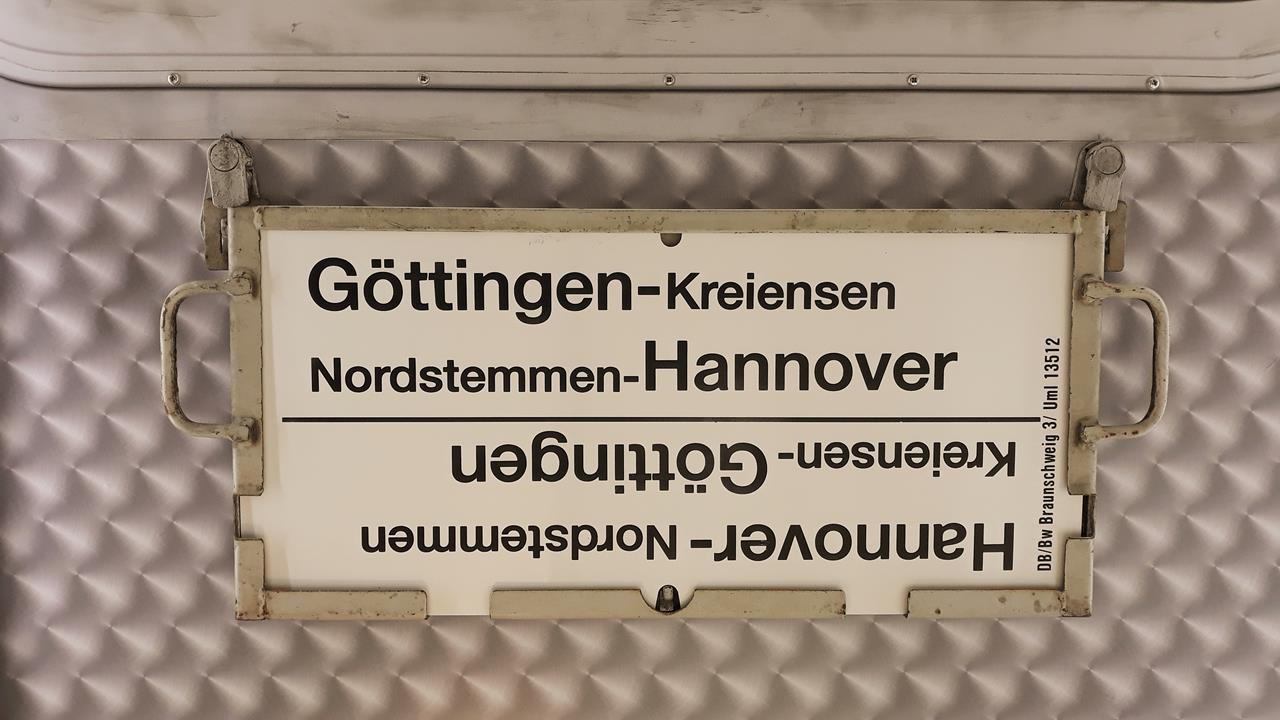 Göttingen-Kreiensen
Nordstemmen-Hannover
Hannover-Nordstemmen
Kreiensen-Göttingen
DB/Bw Braunschweig 3/ Uml 13512